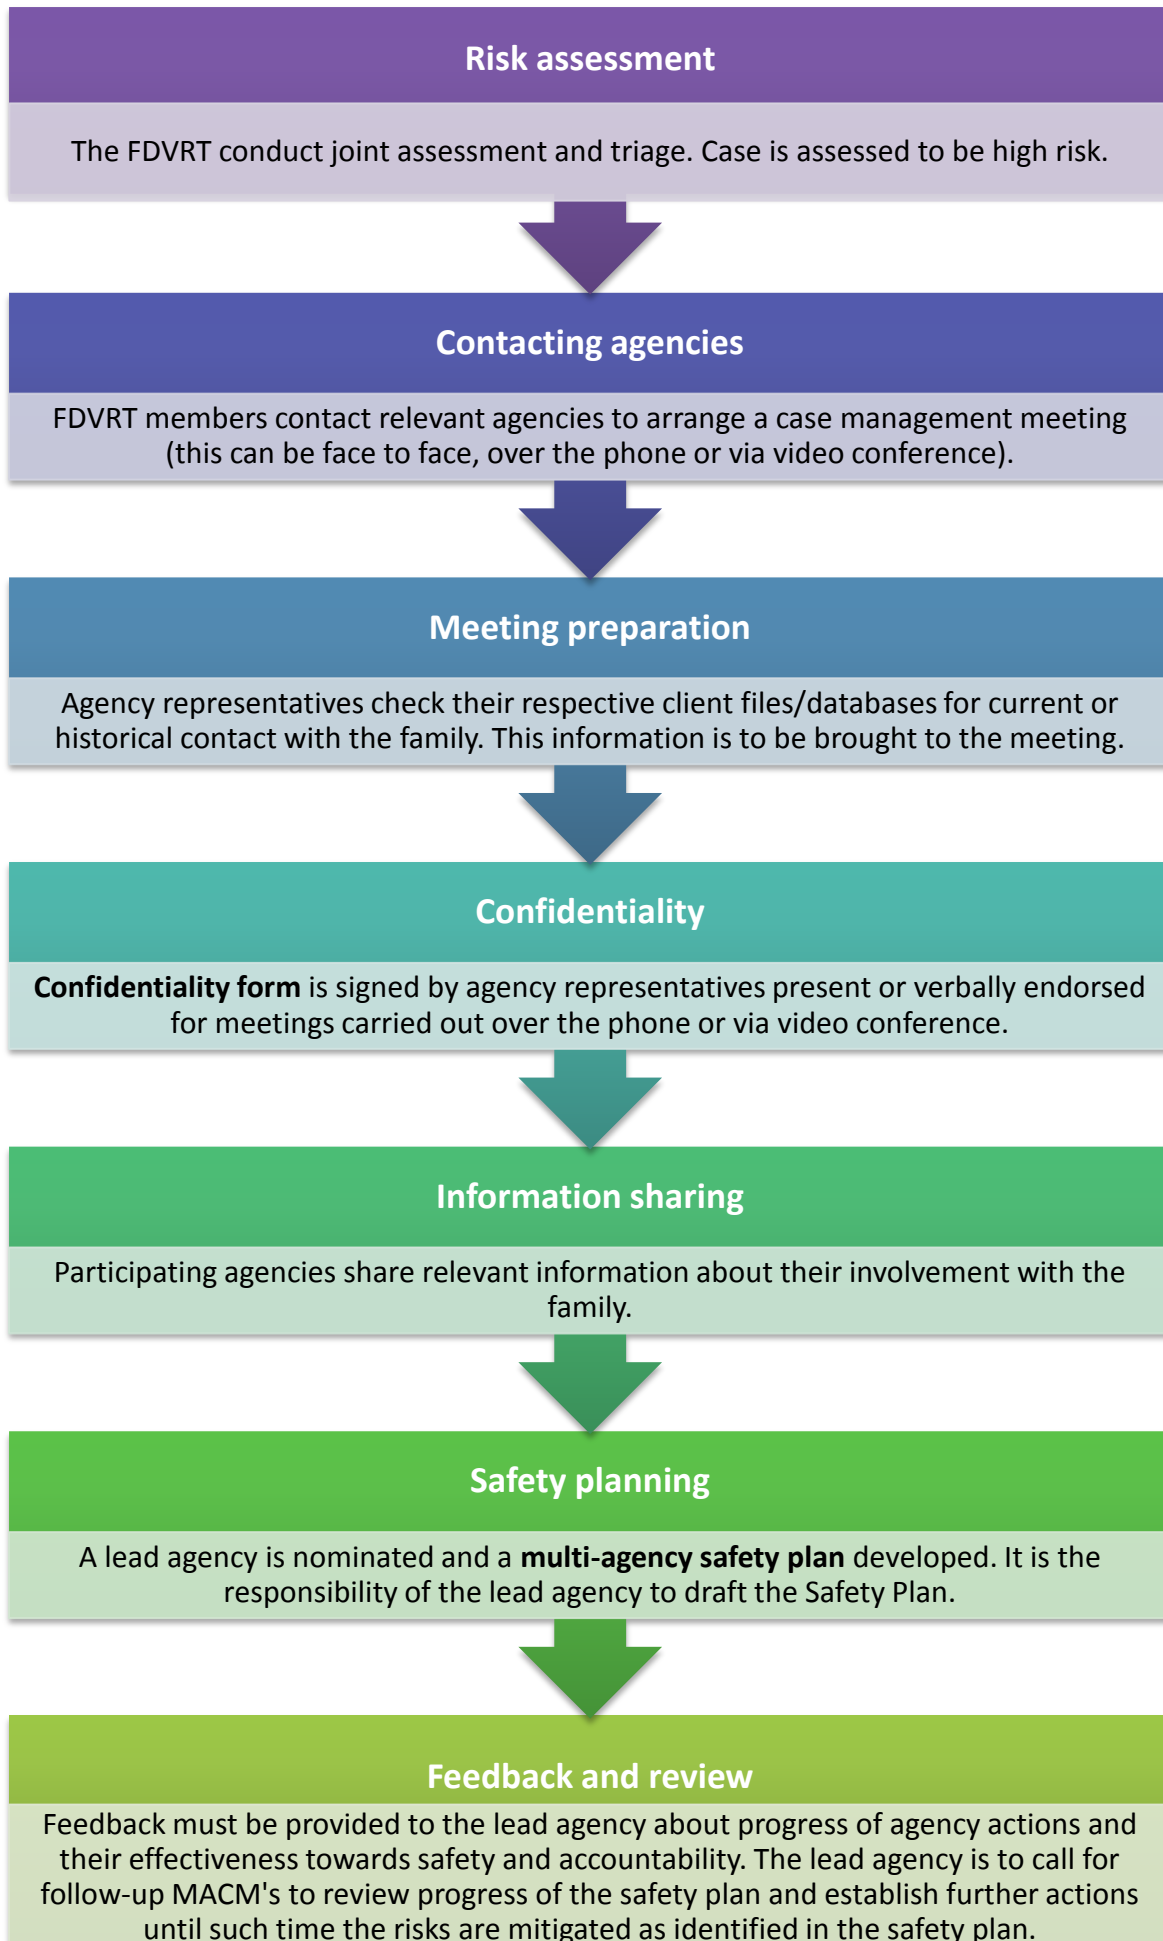 Risk assessment
The FDVRT conduct joint assessment and triage. Case is assessed to be high risk.
Contacting agencies
FDVRT members contact relevant agencies to arrange a case management meeting
(this can be face to face, over the phone or via video conference).
Meeting preparation
Agency representatives check their respective client files/databases for current or
historical contact with the family. This information is to be brought to the meeting.
Confidentiality
Confidentiality form is signed by agency representatives present or verbally endorsed
for meetings carried out over the phone or via video conference.
Information sharing
Participating agencies share relevant information about their involvement with the
family.
Safety planning
A lead agency is nominated and a multi-agency safety plan developed. It is the
responsibility of the lead agency to draft the Safety Plan.
Feedback and review
Feedback must be provided to the lead agency about progress of agency actions and
their effectiveness towards safety and accountability. The lead agency is to call for
follow-up MACM's to review progress of the safety plan and establish further actions
until such time the risks are mitigated as identified in the safety plan.